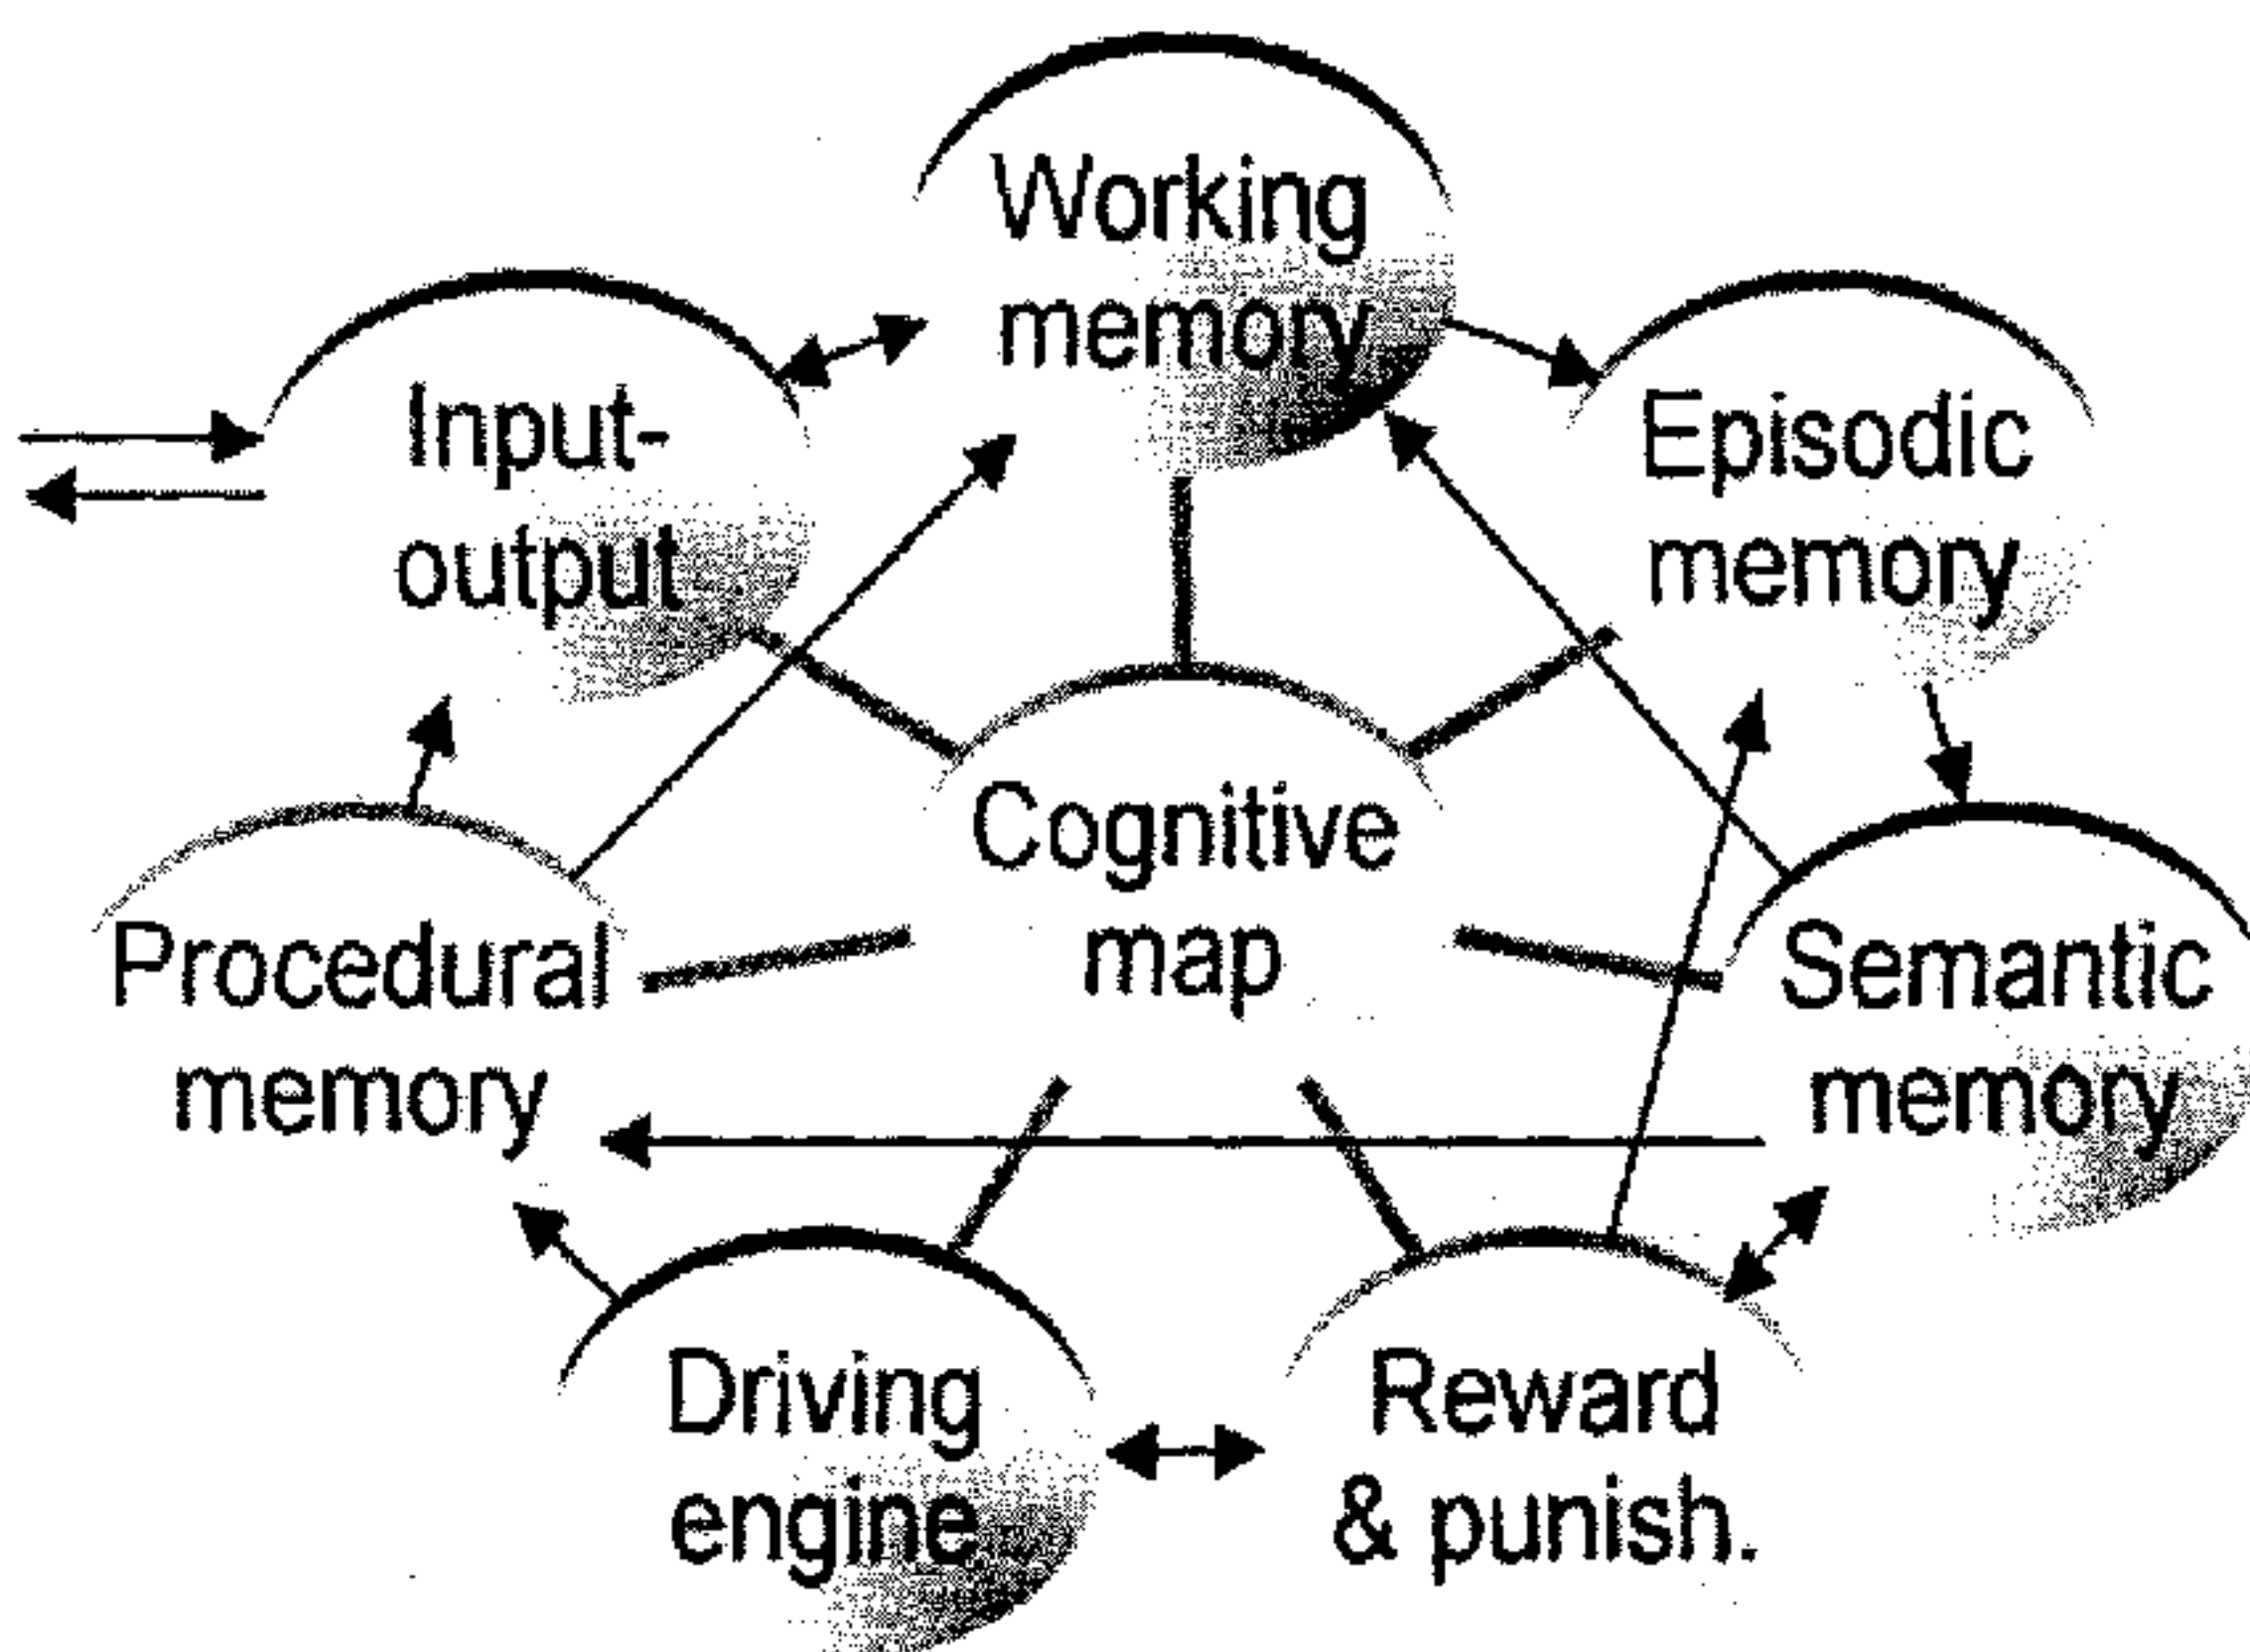 Working
memory
Input-
output
Episodic
memory
Cognitive
map
Procedural
memory
Semantic
memory
Driving
engine
Reward
& punish.